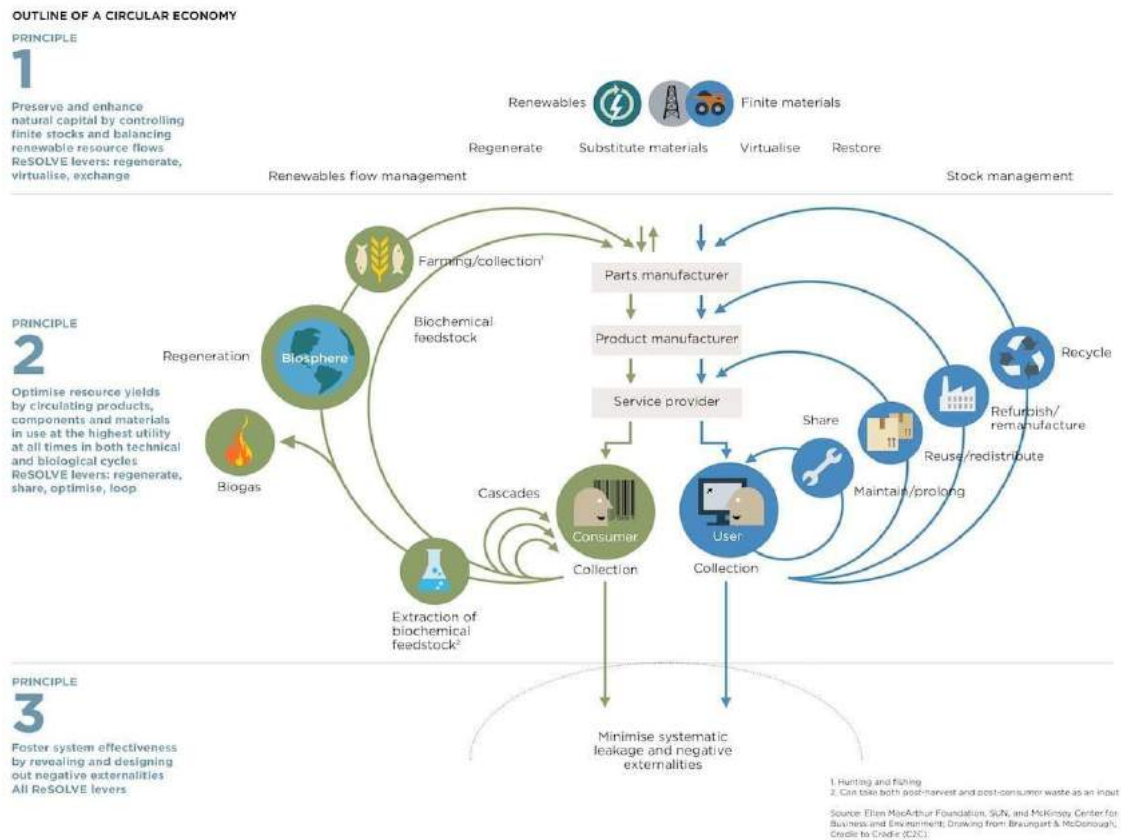 OUTLINE OF A CIRCULAR ECONOMY
PRINCIPLE
1
Preserve and enhance
natural capital by controlling
finite stocks and balancing
renewable resource flows
ReSOLVE levers: regenerate,
virtualise, exchange
Renewables
Finite materials
Regenerate
Substitute materials
Virtualise
Restore
Renewables flow management
Stock management
PRINCIPLE
2
Optimise resource yields
by circulating products,
components and materials
in use at the highest utility
at all times in both technical
and biological cycles
ReSOLVE levers: regenerate,
share, optimise, loop
Farming/collection¹
Biochemical
feedstock
Regeneration
Biosphere
Biogas
Cascades
Extraction of
biochemical
feedstock²
Parts manufacturer
Product manufacturer
Service provider
Consumer
Collection
User
Collection
Share
Maintain/prolong
Reuse/redistribute
Refurbish/
remanufacture
Recycle
PRINCIPLE
3
Foster system effectiveness
by revealing and designing
out negative externalities
All ReSOLVE levers
Minimise systematic
leakage and negative
externalities
1. Hunting and fishing
2. Can take both post-harvest and post-consumer waste as an input
Source: Ellen MacArthur Foundation, SUN, and McKinsey Center for
Business and Environment; Drawing from Braungart & McDonough,
Cradle to Cradle (C2C).